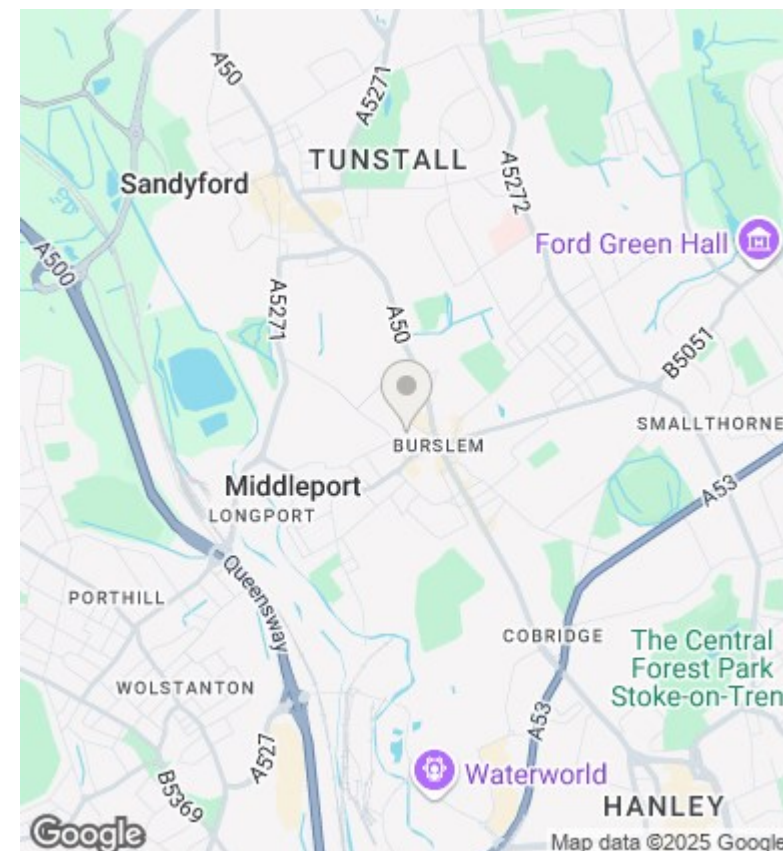 A50
A5271
TUNSTALL
Sandyford
A5272
Ford Green Hall
A500
A5271
A50
B5051
SMALLTHORNE
BURSLEM
Middleport
A53
LONGPORT
Queensway
PORTHILL
COBRIDGE
The Central
Forest Park
Stoke-on-Tren
WOLSTANTON
A53
A527
B5369
Waterworld
HANLEY
Google
Map data ©2025 Google